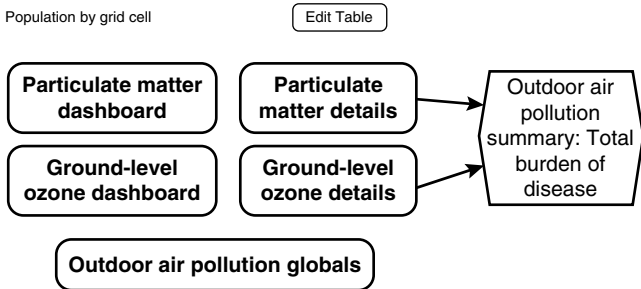 Population by grid cell
Edit Table
Particulate matter
dashboard
Particulate
matter details
Outdoor air
pollution
summary: Total
burden of
disease
Ground-level
ozone dashboard
Ground-level
ozone details
Outdoor air pollution globals